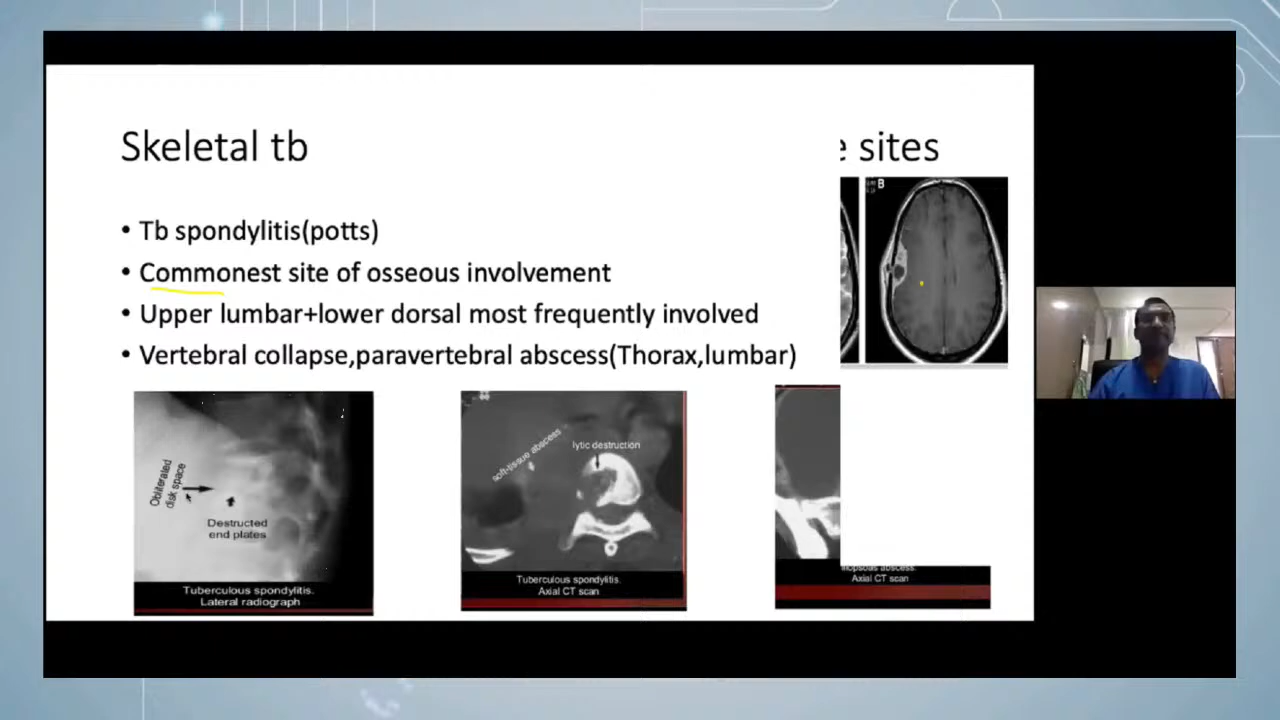 Skeletal tb
e sites
• Tb spondylitis(potts)
• Commonest site of osseous involvement
• Upper lumbar+lower dorsal most frequently involved
• Vertebral collapse,paravertebral abscess(Thorax,lumbar)
B
Obliterated
disk space
Destructed
end plates
Tuberculous spondylitis.
Lateral radiograph
soft-tissue abscess
lytic destruction
Tuberculous spondylitis.
Axial CT scan
abscess.
Axial CT scan